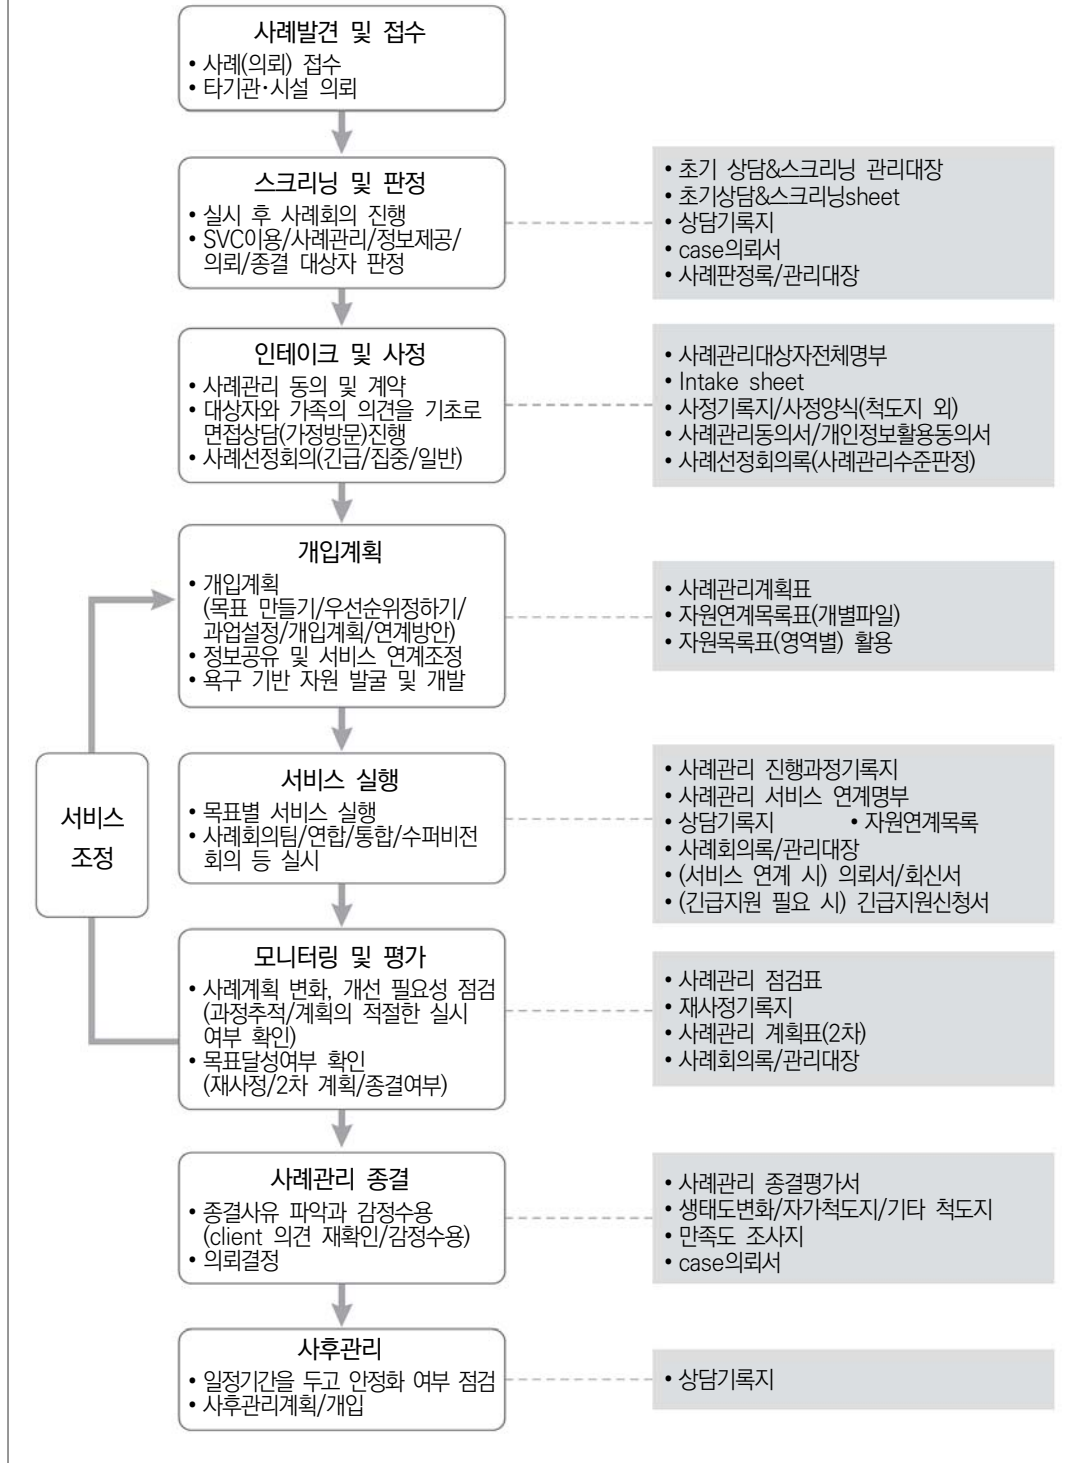 사례발견 및 접수
• 사례(의뢰) 접수
• 타기관·시설 의뢰
스크리닝 및 판정
• 실시 후 사례회의 진행
• SVC이용/사례관리/정보제공/
의뢰/종결 대상자 판정
• 초기 상담&스크리닝 관리대장
• 초기상담&스크리닝sheet
• 상담기록지
• case의뢰서
• 사례판정록/관리대장
인테이크 및 사정
• 사례관리 동의 및 계약
• 대상자와 가족의 의견을 기초로
면접상담(가정방문)진행
• 사례선정회의(긴급/집중/일반)
• 사례관리대상자전체명부
• Intake sheet
• 사정기록지/사정양식(척도지 외)
• 사례관리동의서/개인정보활용동의서
• 사례선정회의록(사례관리수준판정)
개입계획
• 개입계획
(목표 만들기/우선순위정하기/
과업설정/개입계획/연계방안)
• 정보공유 및 서비스 연계조정
• 욕구 기반 자원 발굴 및 개발
• 사례관리계획표
• 자원연계목록표(개별파일)
• 자원목록표(영역별) 활용
서비스
조정
서비스 실행
• 목표별 서비스 실행
• 사례회의팀/연합/통합/수퍼비전
회의 등 실시
• 사례관리 진행과정기록지
• 사례관리 서비스 연계명부
• 상담기록지 • 자원연계목록
• 사례회의록/관리대장
• (서비스 연계 시) 의뢰서/회신서
• (긴급지원 필요 시) 긴급지원신청서
모니터링 및 평가
• 사례계획 변화, 개선 필요성 점검
(과정추적/계획의 적절한 실시
여부 확인)
• 목표달성여부 확인
(재사정/2차 계획/종결여부)
• 사례관리 점검표
• 재사정기록지
• 사례관리 계획표(2차)
• 사례회의록/관리대장
사례관리 종결
• 종결사유 파악과 감정수용
(client 의견 재확인/감정수용)
• 의뢰결정
• 사례관리 종결평가서
• 생태도변화/자가척도지/기타 척도지
• 만족도 조사지
• case의뢰서
사후관리
• 일정기간을 두고 안정화 여부 점검
• 사후관리계획/개입
• 상담기록지